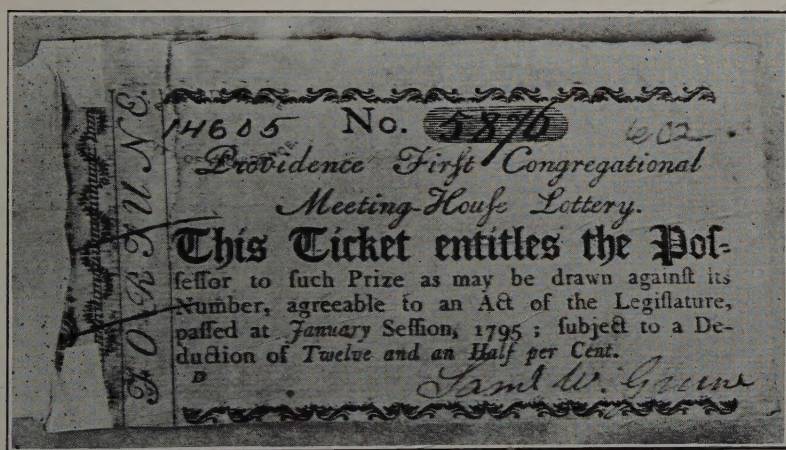 FORTUNE.
14605 No. 5876 602
Providence Firſt Congregational
Meeting-Houſe Lottery.
This Ticket entitles the Poſ-
ſeſſor to ſuch Prize as may be drawn againſt its
Number, agreeable to an Act of the Legiſlature,
paſſed at January Seſſion, 1795 ; ſubject to a De-
duction of Twelve and an Half per Cent.
D
Saml W. Greene